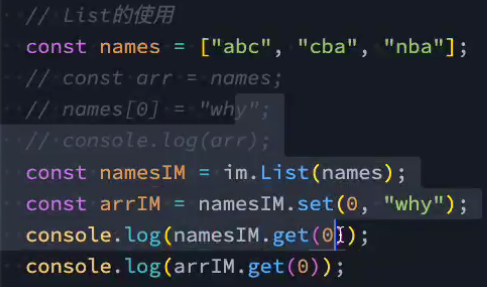 // List的使用
const names = ["abc", "cba", "nba"];
// const arr = names;
// names[0] = "why";
// console.log(arr);
const namesIM = im.List(names);
const arrIM = namesIM.set(0, "why");
console.log(namesIM.get(0));
console.log(arrIM.get(0));